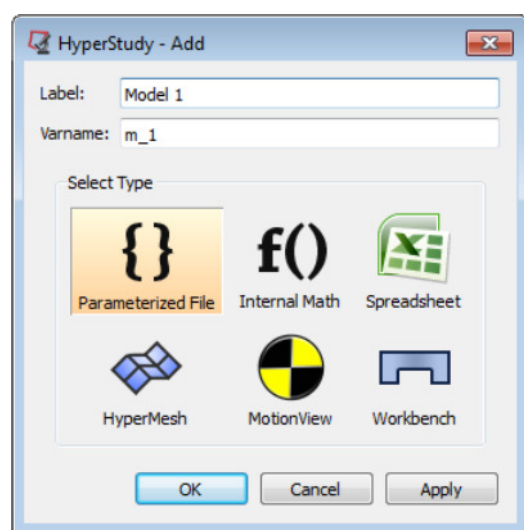 HyperStudy - Add
Label: Model 1
Varname: m_1
Select Type
{ } f() X
Parameterized File Internal Math Spreadsheet
HyperMesh MotionView Workbench
OK Cancel Apply